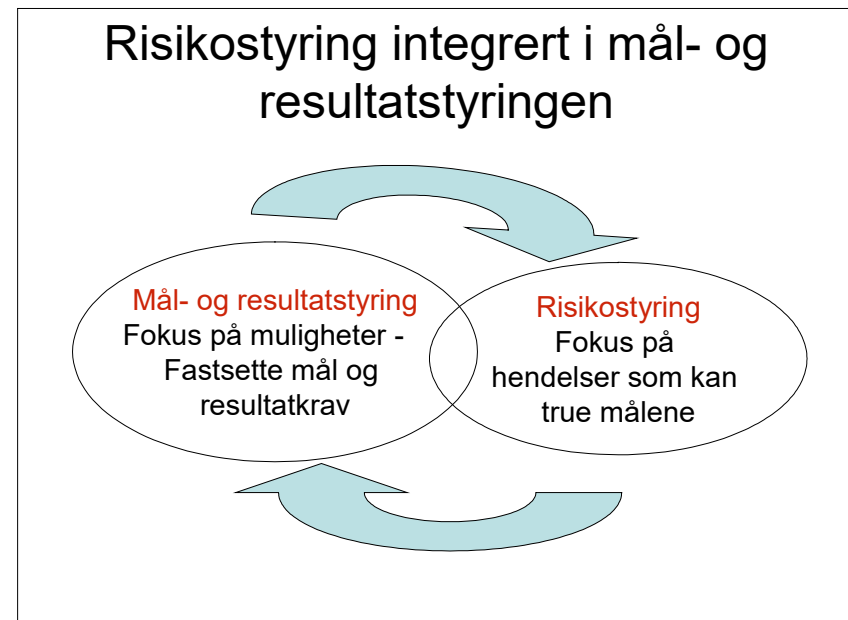 Risikostyring integrert i mål- og
resultatstyringen
Mål- og resultatstyring
Fokus på muligheter -
Fastsette mål og
resultatkrav
Risikostyring
Fokus på
hendelser som kan
true målene